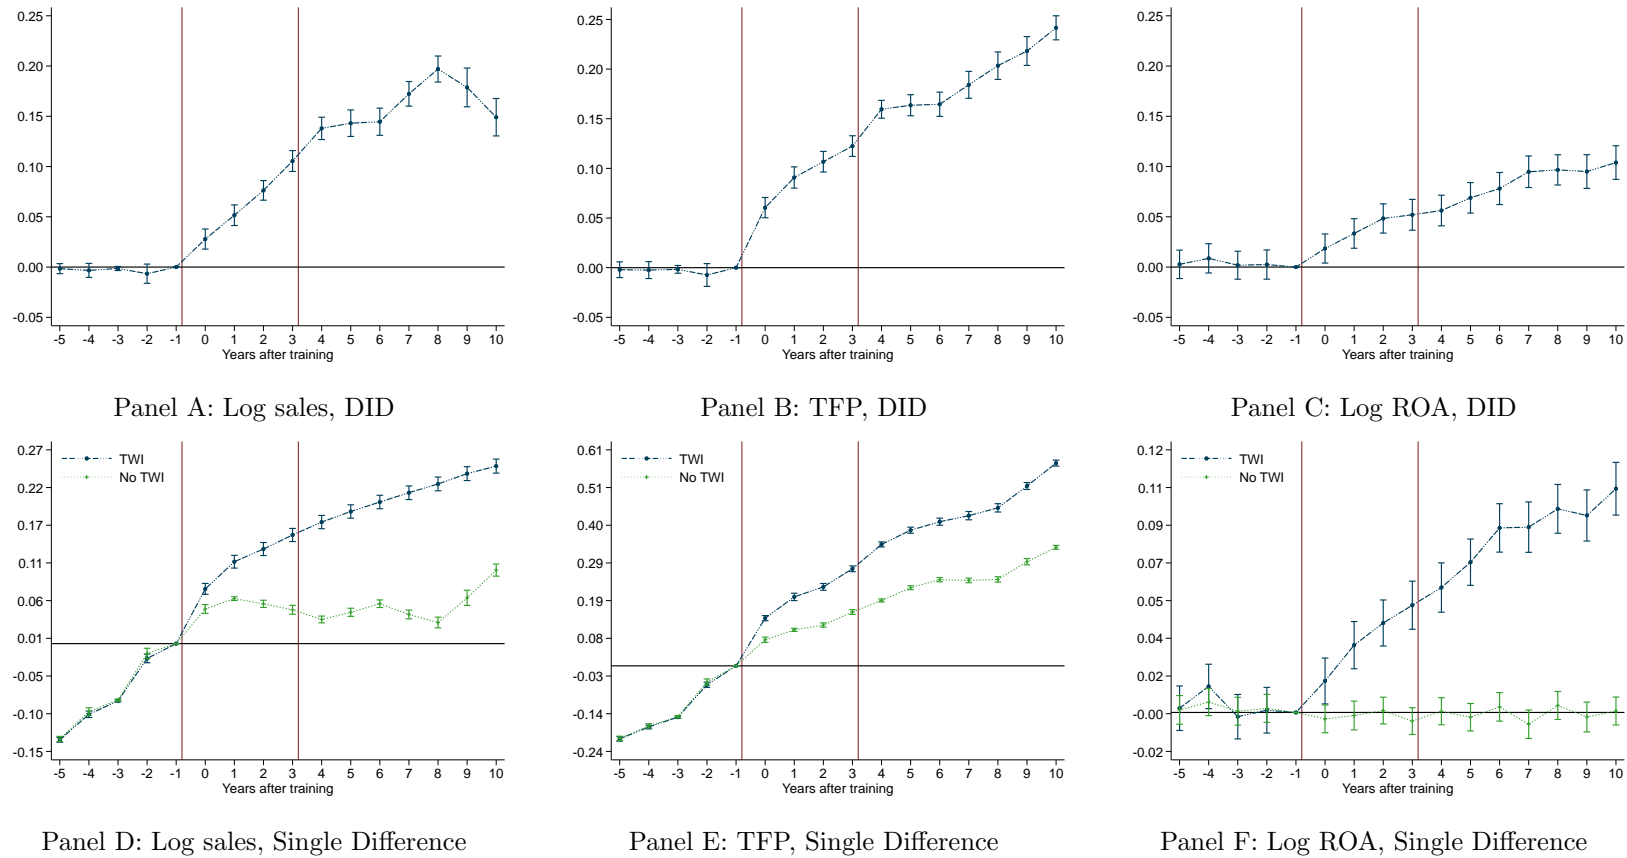 0.25
0.20
0.15
0.10
0.05
0.00
-0.05
-5 -4 -3 -2 -1 0 1 2 3 4 5 6 7 8 9 10
Years after training
Panel A: Log sales, DID
0.25
0.20
0.15
0.10
0.05
0.00
-0.05
-5 -4 -3 -2 -1 0 1 2 3 4 5 6 7 8 9 10
Years after training
Panel B: TFP, DID
0.25
0.20
0.15
0.10
0.05
0.00
-0.05
-5 -4 -3 -2 -1 0 1 2 3 4 5 6 7 8 9 10
Years after training
Panel C: Log ROA, DID
0.27
0.22
0.17
0.11
0.06
0.01
-0.05
-0.10
-0.15
TWI
No TWI
-5 -4 -3 -2 -1 0 1 2 3 4 5 6 7 8 9 10
Years after training
Panel D: Log sales, Single Difference
0.61
0.51
0.40
0.29
0.19
0.08
-0.03
-0.14
-0.24
TWI
No TWI
-5 -4 -3 -2 -1 0 1 2 3 4 5 6 7 8 9 10
Years after training
Panel E: TFP, Single Difference
0.12
0.11
0.09
0.07
0.05
0.04
0.02
-0.00
-0.02
TWI
No TWI
-5 -4 -3 -2 -1 0 1 2 3 4 5 6 7 8 9 10
Years after training
Panel F: Log ROA, Single Difference